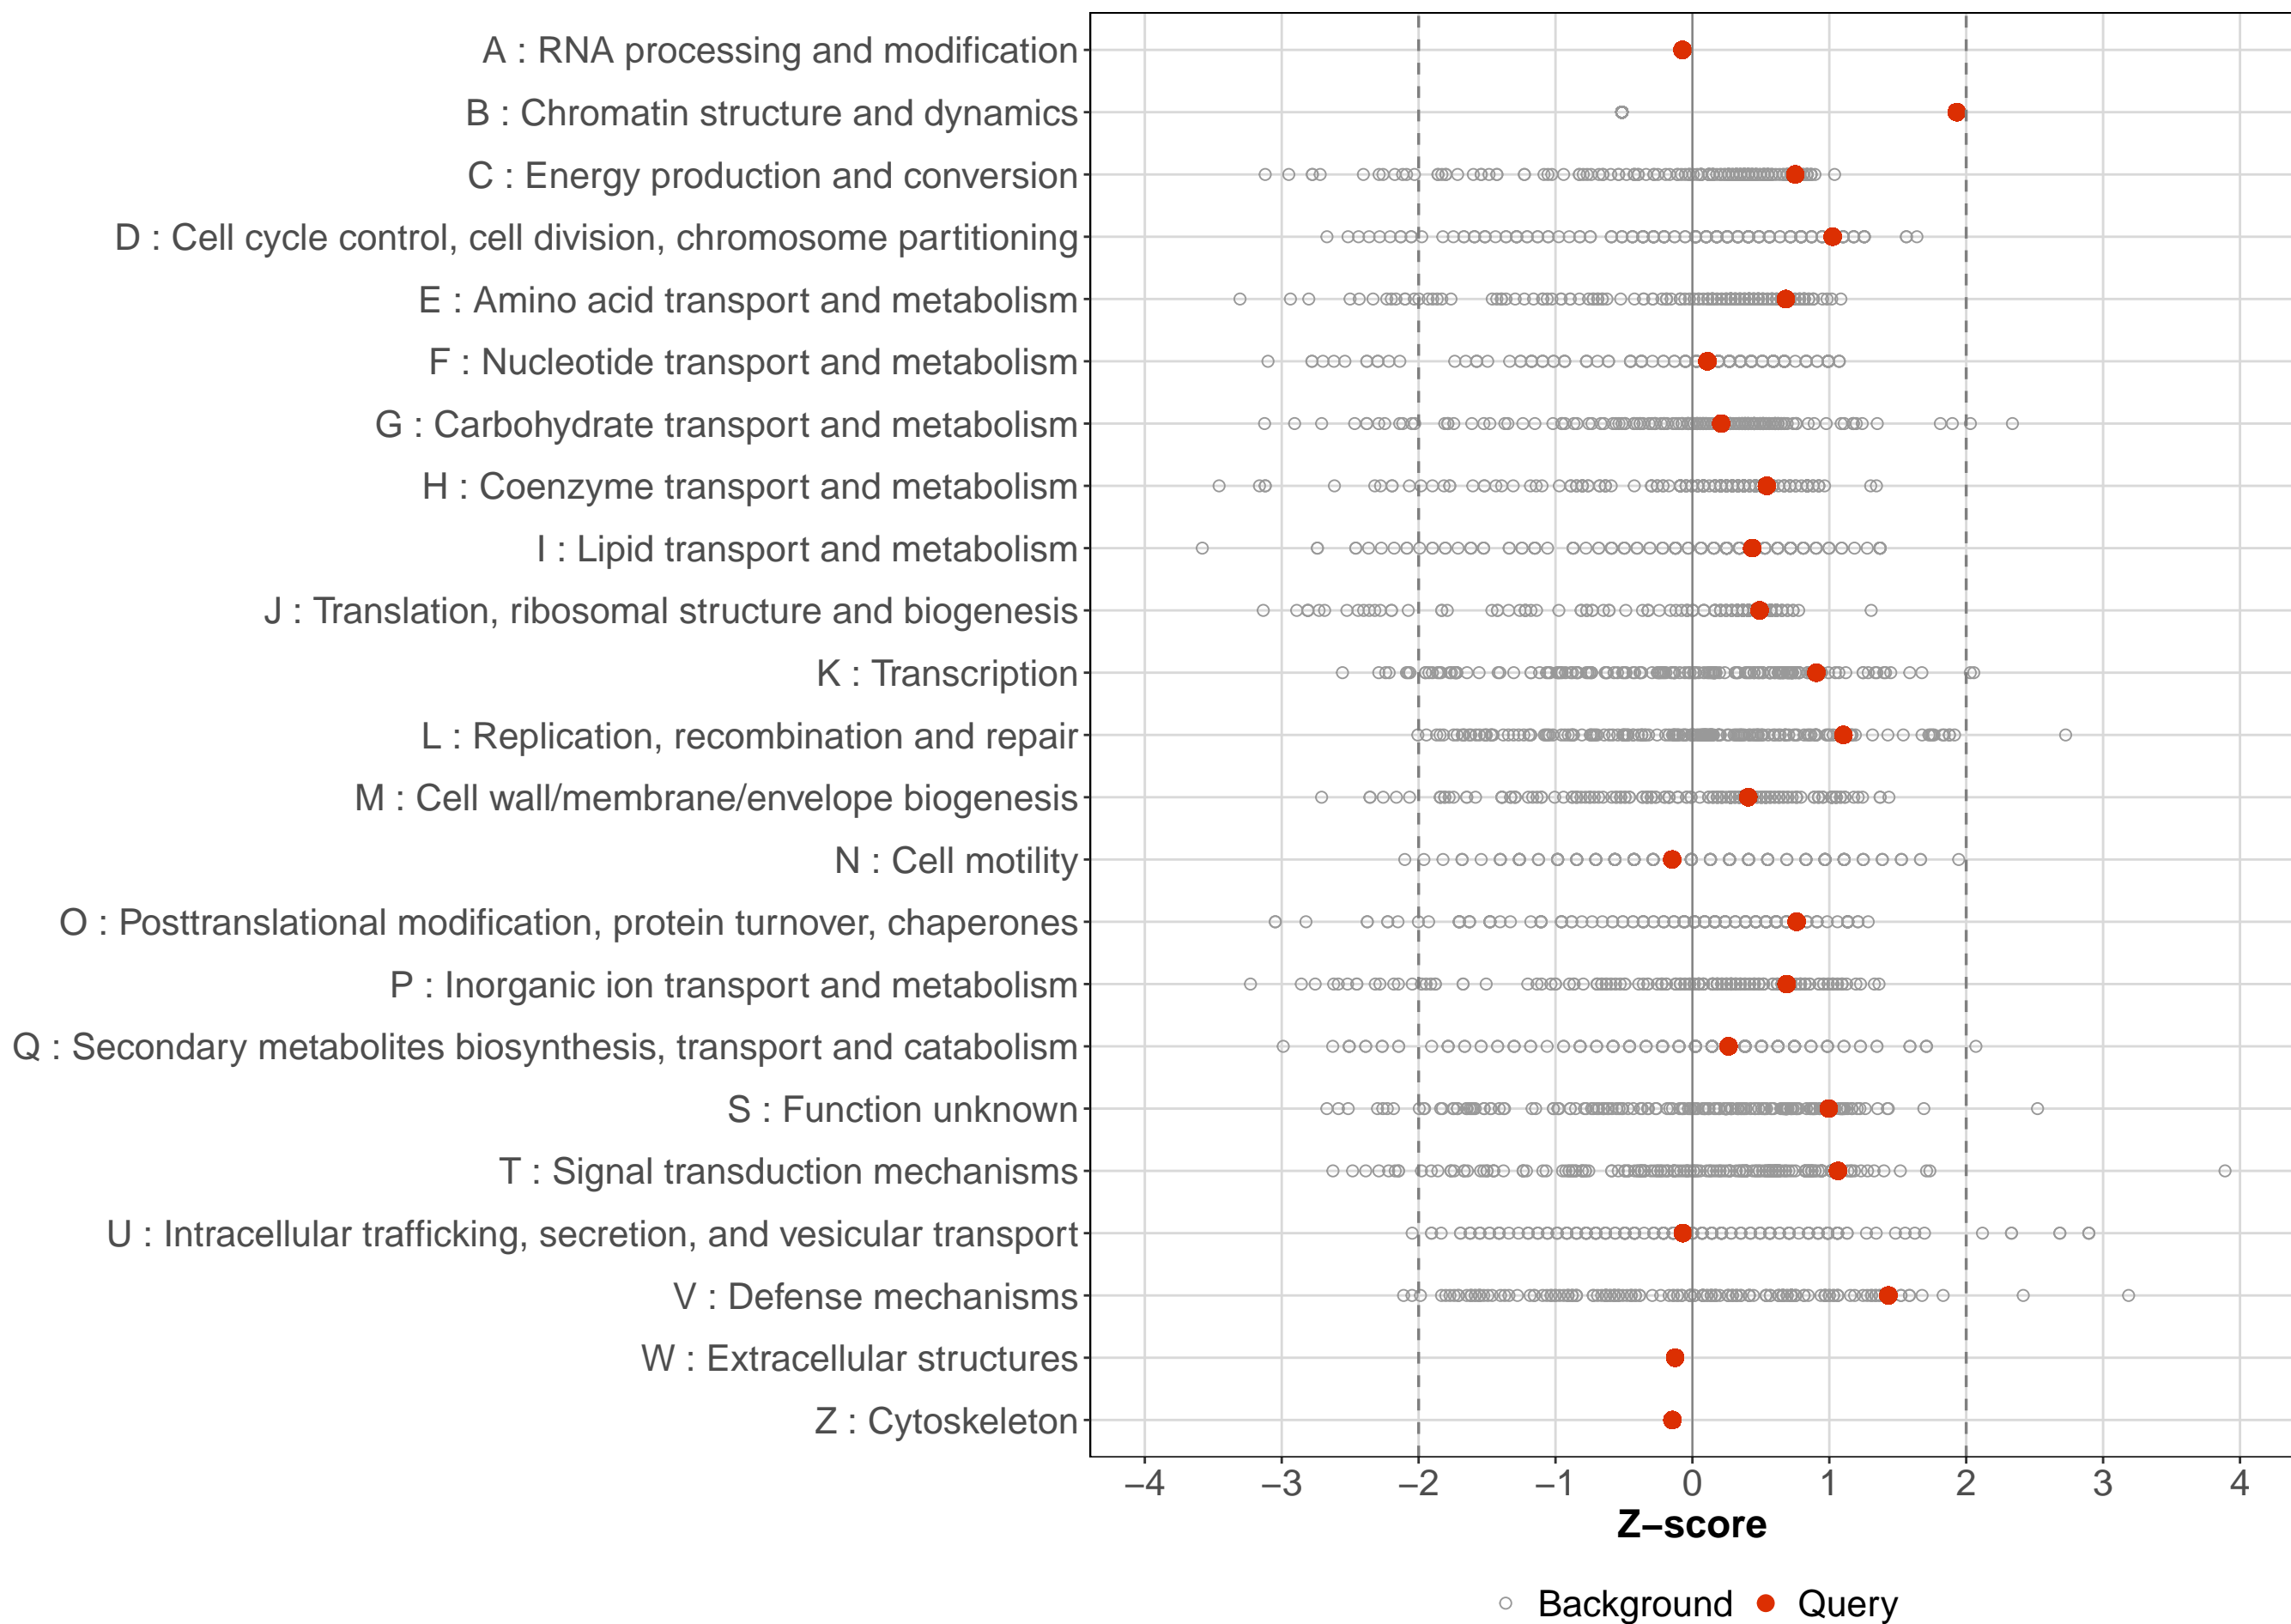 A : RNA processing and modification
B : Chromatin structure and dynamics
C : Energy production and conversion
D : Cell cycle control, cell division, chromosome partitioning
E : Amino acid transport and metabolism
F : Nucleotide transport and metabolism
G : Carbohydrate transport and metabolism
H : Coenzyme transport and metabolism
I : Lipid transport and metabolism
J : Translation, ribosomal structure and biogenesis
K : Transcription
L : Replication, recombination and repair
M : Cell wall/membrane/envelope biogenesis
N : Cell motility
O : Posttranslational modification, protein turnover, chaperones
P : Inorganic ion transport and metabolism
Q : Secondary metabolites biosynthesis, transport and catabolism
S : Function unknown
T : Signal transduction mechanisms
U : Intracellular trafficking, secretion, and vesicular transport
V : Defense mechanisms
W : Extracellular structures
Z : Cytoskeleton
−4 −3 −2 −1 0 1 2 3 4
Z−score
Background Query